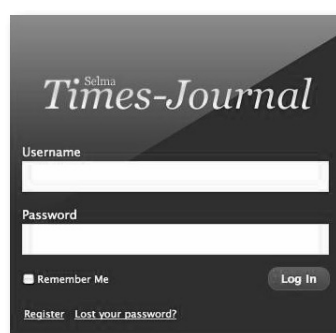 Selma
Times-Journal
Username
Password
Remember Me Log In
Register Lost your password?